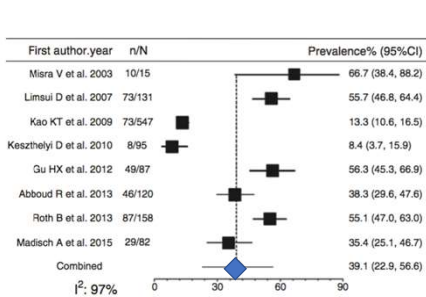 First author.year n/N Prevalence% (95%CI)
Misra V et al. 2003 10/15 66.7 (38.4, 88.2)
Limsui D et al. 2007 73/131 55.7 (46.8, 64.4)
Kao KT et al. 2009 73/547 13.3 (10.6, 16.5)
Keszthelyi D et al. 2010 8/95 8.4 (3.7, 15.9)
Gu HX et al. 2012 49/87 56.3 (45.3, 66.9)
Abboud R et al. 2013 46/120 38.3 (29.6, 47.6)
Roth B et al. 2013 87/158 55.1 (47.0, 63.0)
Madisch A et al. 2015 29/82 35.4 (25.1, 46.7)
Combined 39.1 (22.9, 56.6)
I²: 97% 0 30 60 90